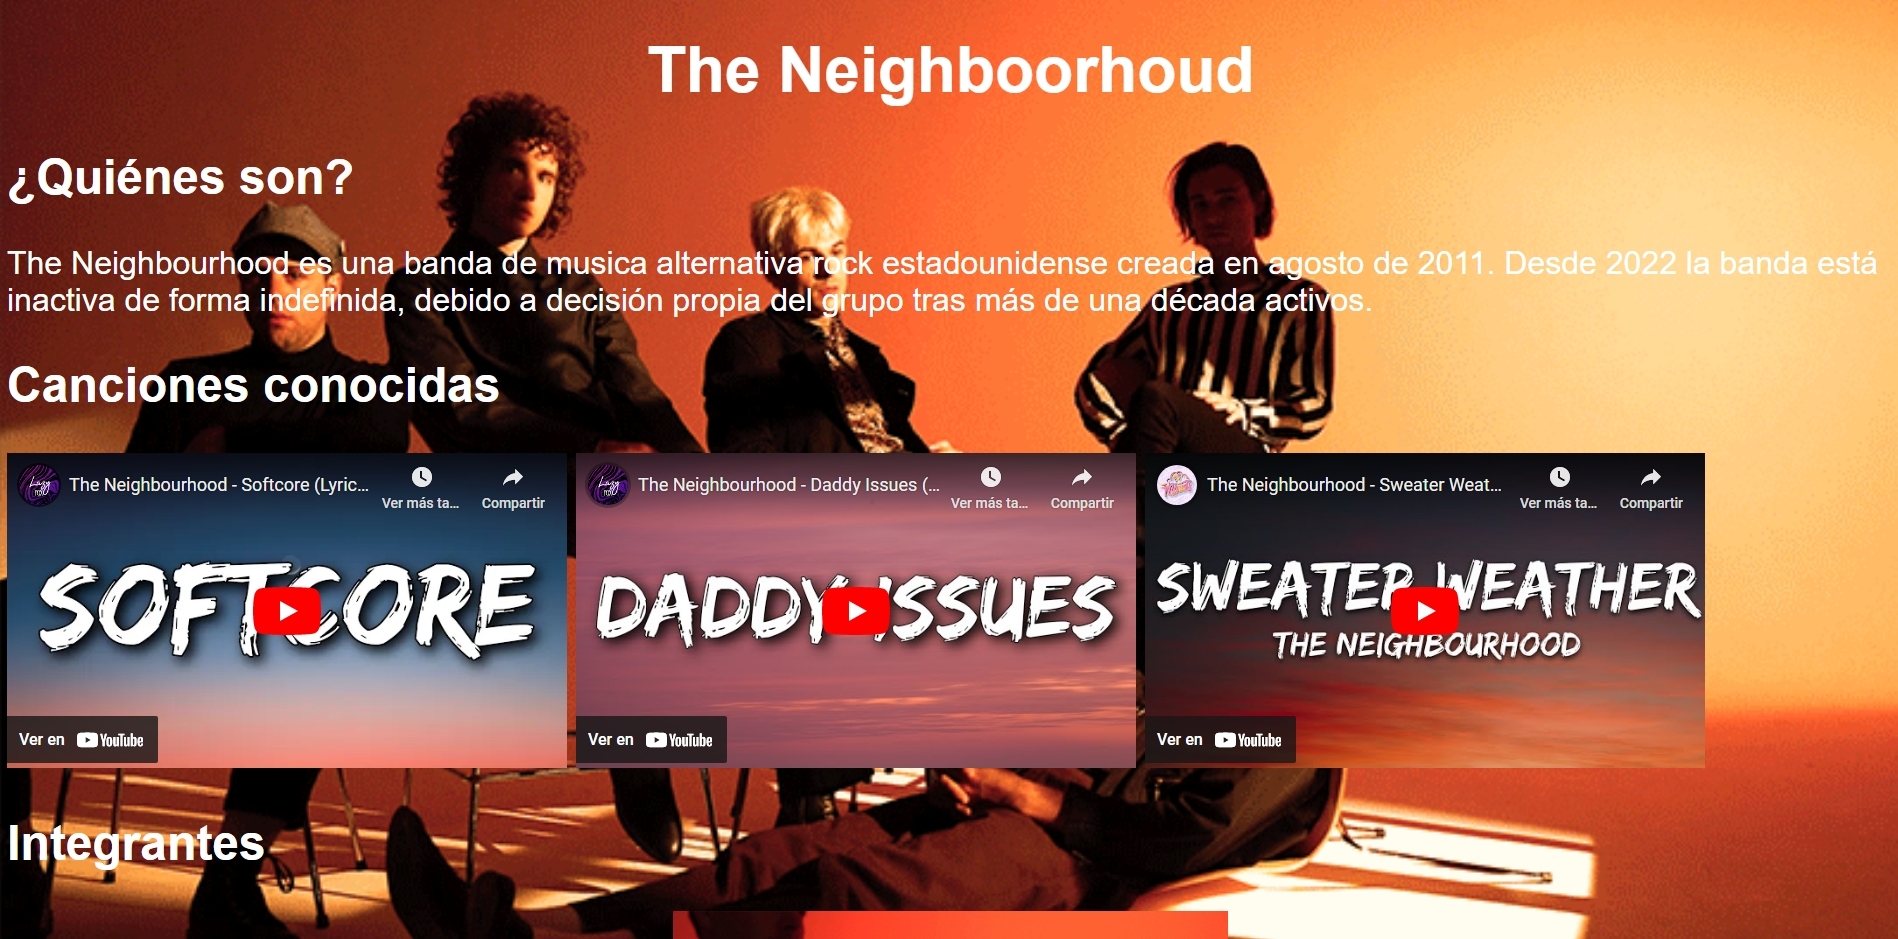 The Neighboorhoud
¿Quiénes son?
The Neighbourhood es una banda de musica alternativa rock estadounidense creada en agosto de 2011. Desde 2022 la banda está
inactiva de forma indefinida, debido a decisión propia del grupo tras más de una década activos.
Canciones conocidas
The Neighbourhood - Softcore (Lyric...
Ver más ta...
Compartir
SOFTCORE
Ver en YouTube
The Neighbourhood - Daddy Issues (...
Ver más ta...
Compartir
DADDY ISSUES
Ver en YouTube
The Neighbourhood - Sweater Weat...
Ver más ta...
Compartir
SWEATER WEATHER
THE NEIGHBOURHOOD
Ver en YouTube
Integrantes